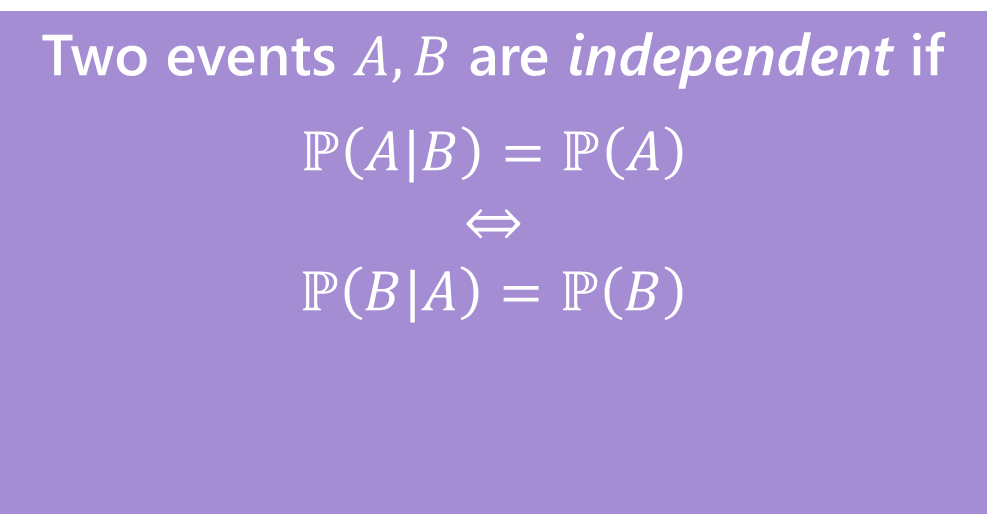 Two events A, B are independent if
ℙ(A|B) = ℙ(A)
⇔
ℙ(B|A) = ℙ(B)